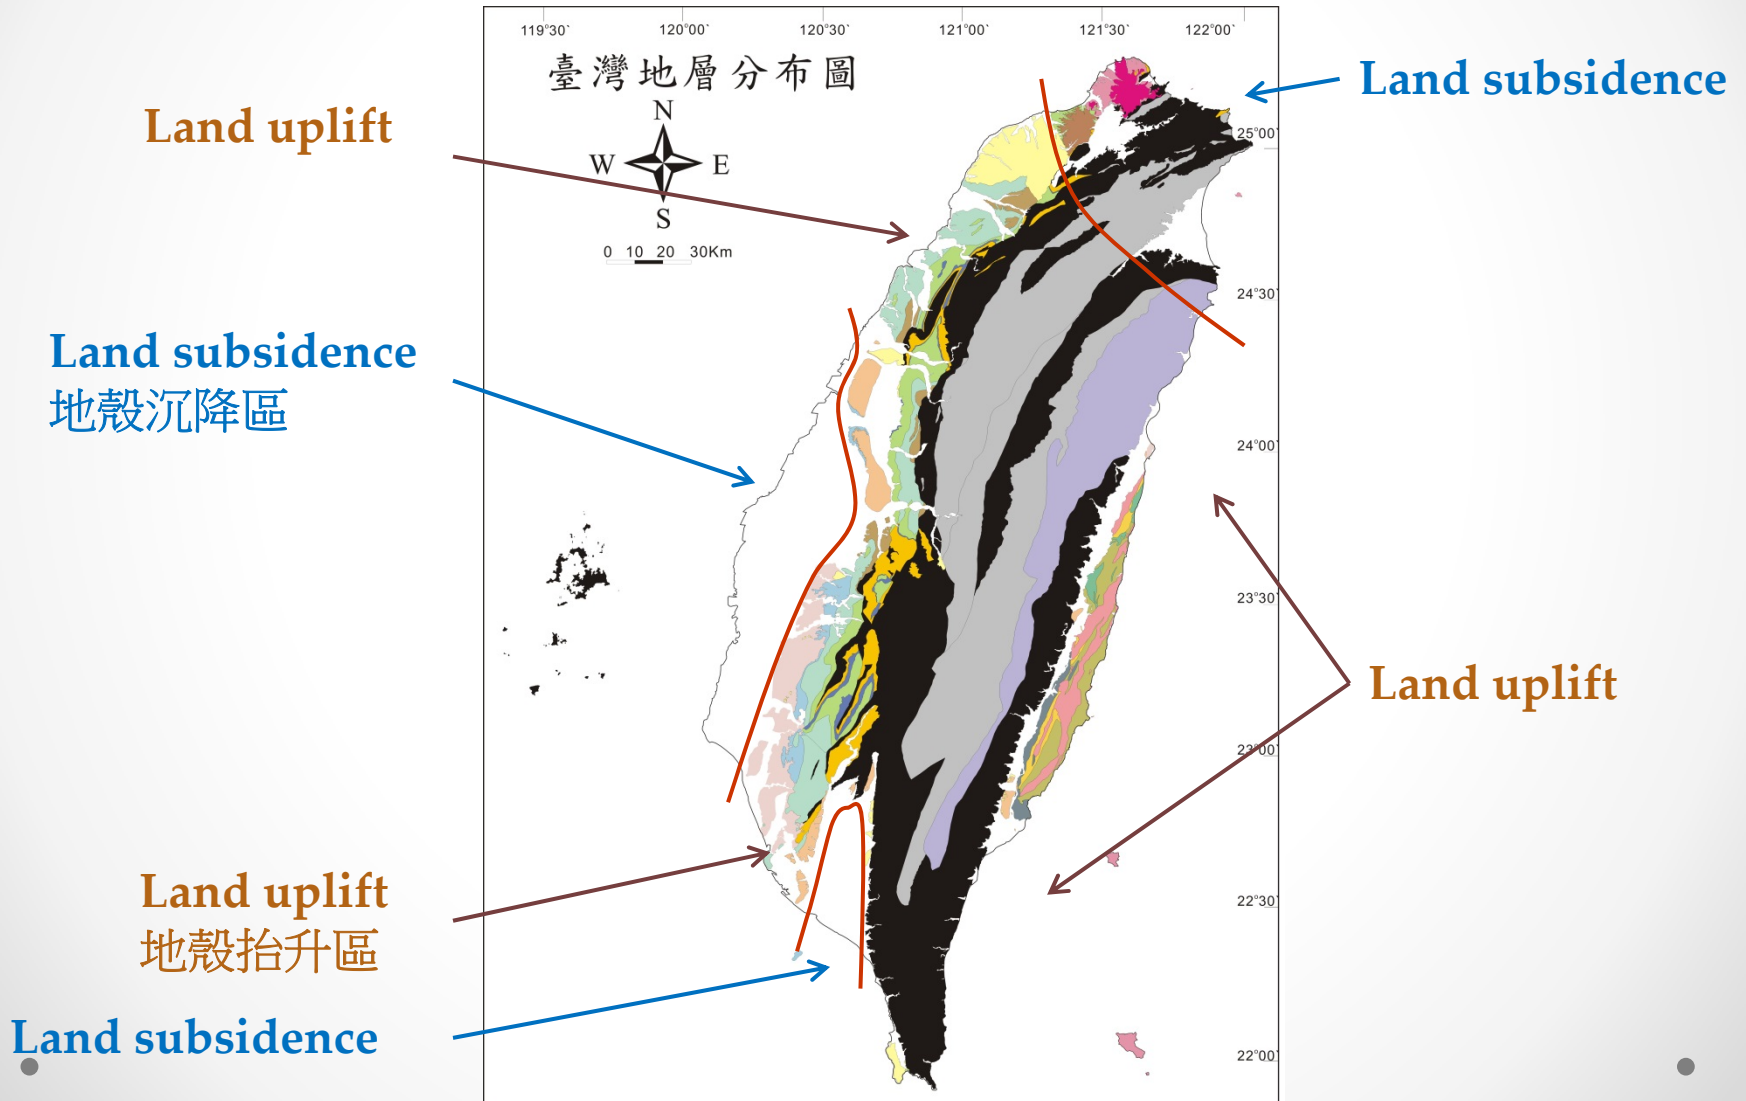 119°30′ 120°00′ 120°30′ 121°00′ 121°30′ 122°00′
臺灣地層分布圖
N
W E
S
0 10 20 30Km
Land uplift
Land subsidence
地殼沉降區
Land uplift
地殼抬升區
Land subsidence
Land subsidence
25°00′
24°30′
24°00′
23°30′
Land uplift
23°00′
22°30′
22°00′